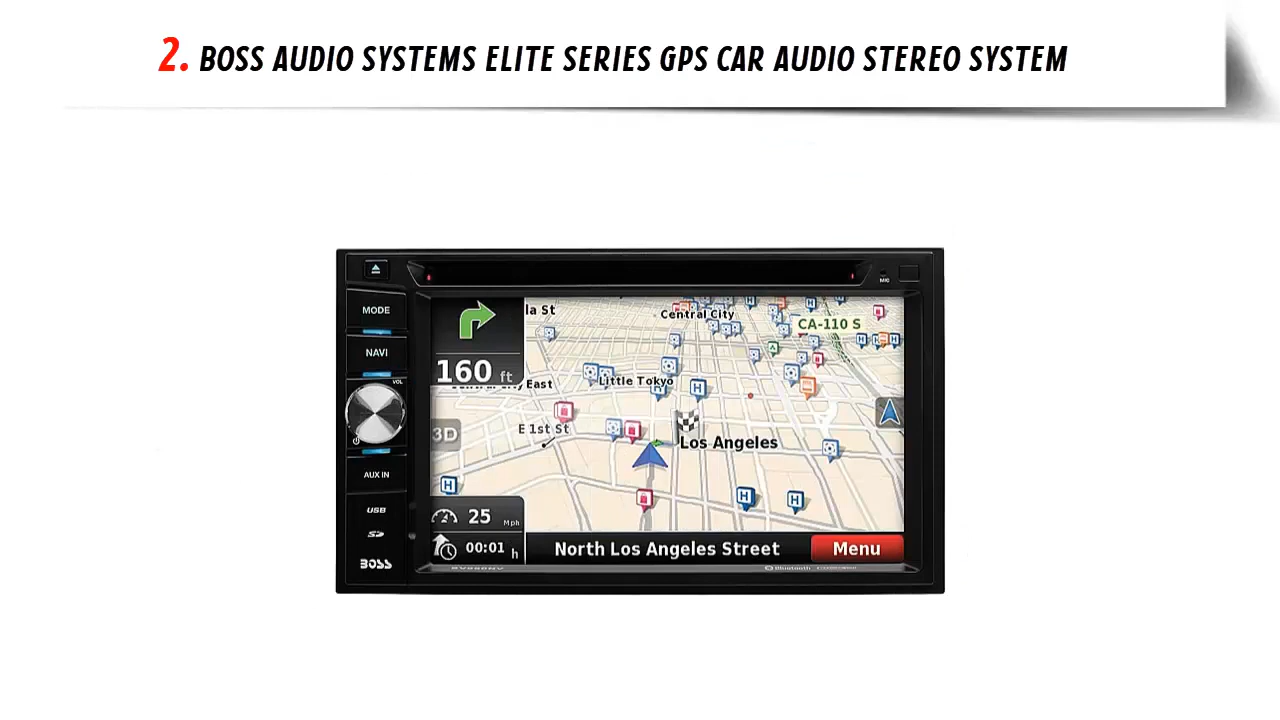 2. BOSS AUDIO SYSTEMS ELITE SERIES GPS CAR AUDIO STEREO SYSTEM
MIC
MODE
NAVI
VOL
AUX IN
USB
BOSS
160 ft
la St
Central City
CA-110 S
Little Tokyo
East
E 1st St
3D
Los Angeles
H
H
H
H
25 Mph
00:01 h
North Los Angeles Street
Menu
Bluetooth